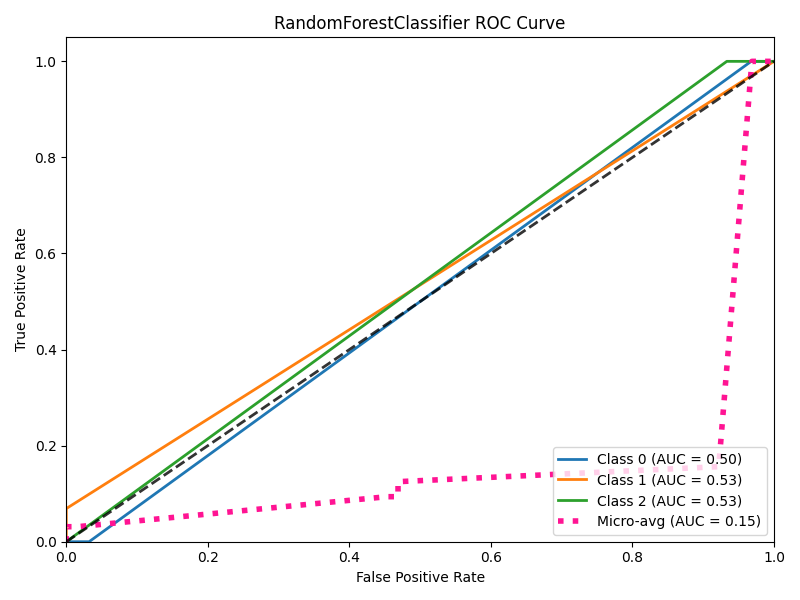 RandomForestClassifier ROC Curve
True Positive Rate
1.0
0.8
0.6
0.4
0.2
0.0
0.0 0.2 0.4 0.6 0.8 1.0
False Positive Rate
Class 0 (AUC = 0.50)
Class 1 (AUC = 0.53)
Class 2 (AUC = 0.53)
Micro-avg (AUC = 0.15)